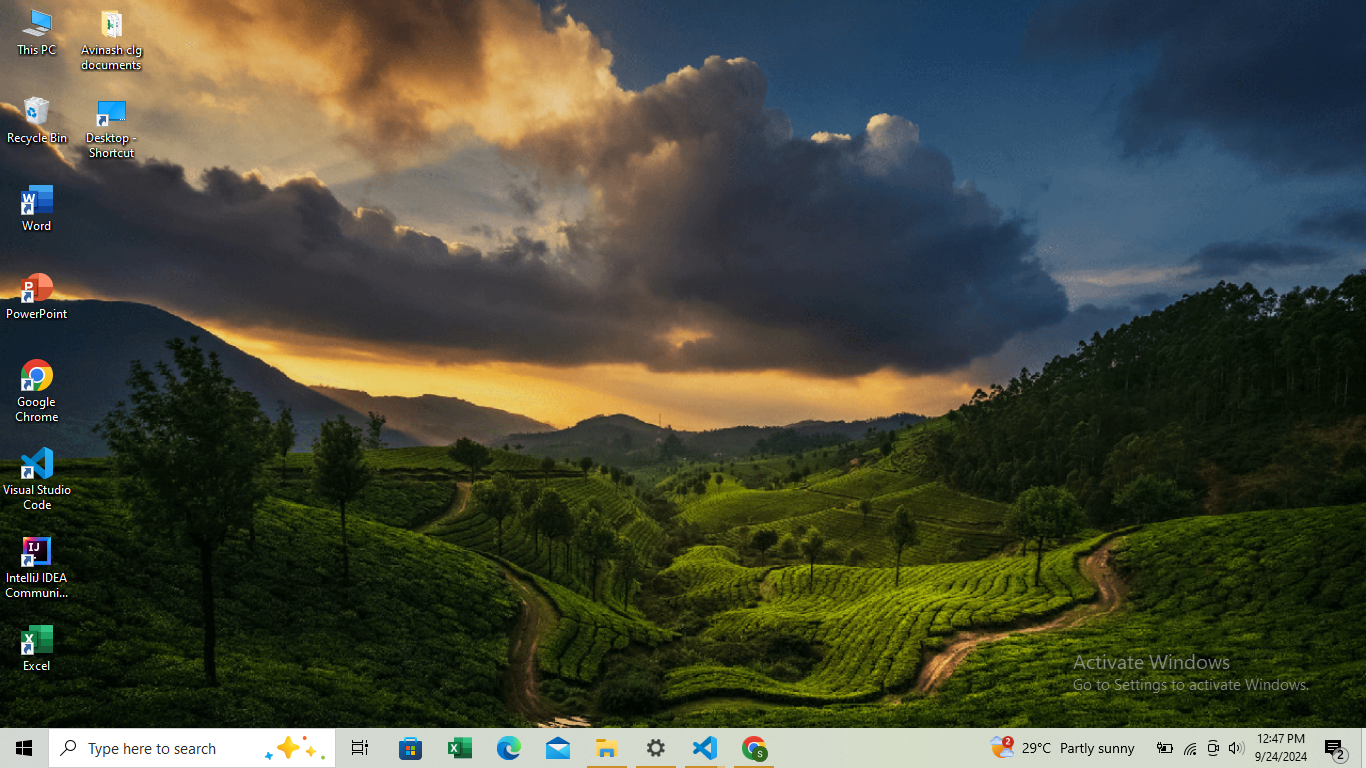 This PC
Avinash clg
documents
Recycle Bin
Desktop -
Shortcut
Word
PowerPoint
Google
Chrome
Visual Studio
Code
IntelliJ IDEA
Communi...
Excel
Activate Windows
Go to Settings to activate Windows.
Type here to search
2
29°C Partly sunny
12:47 PM
9/24/2024
2